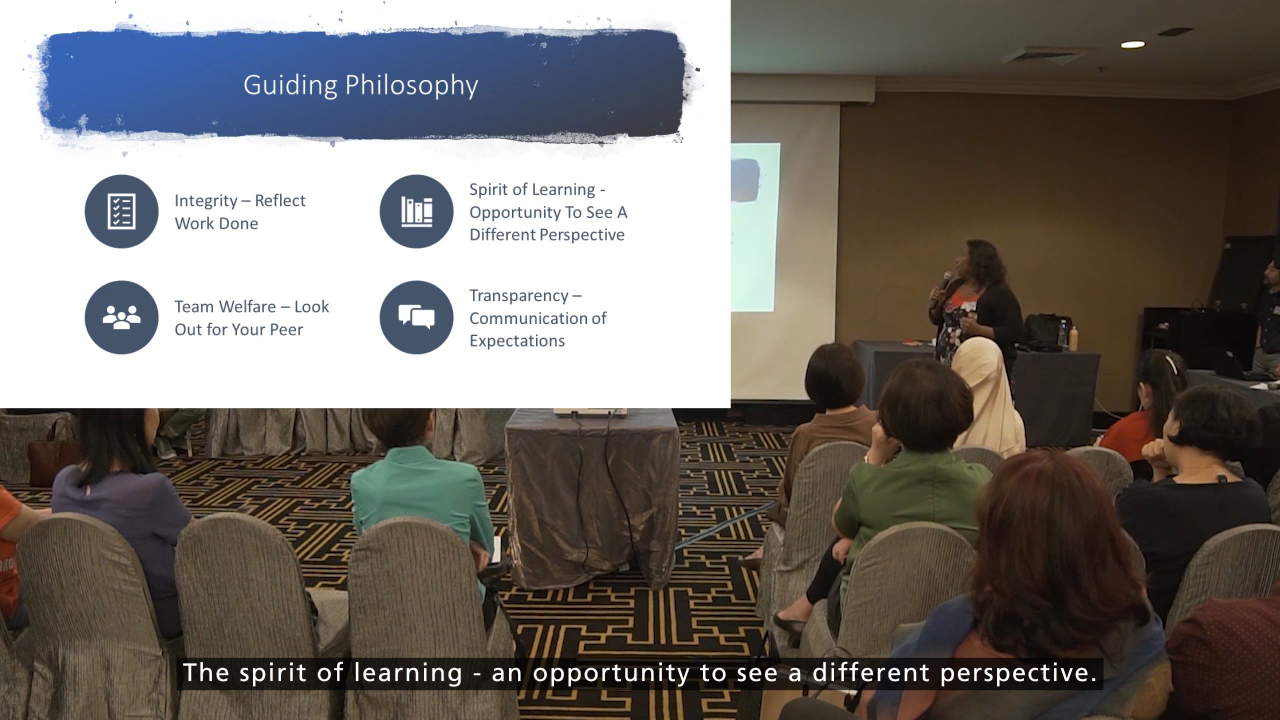 Guiding Philosophy
Integrity – Reflect
Work Done
Spirit of Learning -
Opportunity To See A
Different Perspective
Team Welfare – Look
Out for Your Peer
Transparency –
Communication of
Expectations
The spirit of learning - an opportunity to see a different perspective.